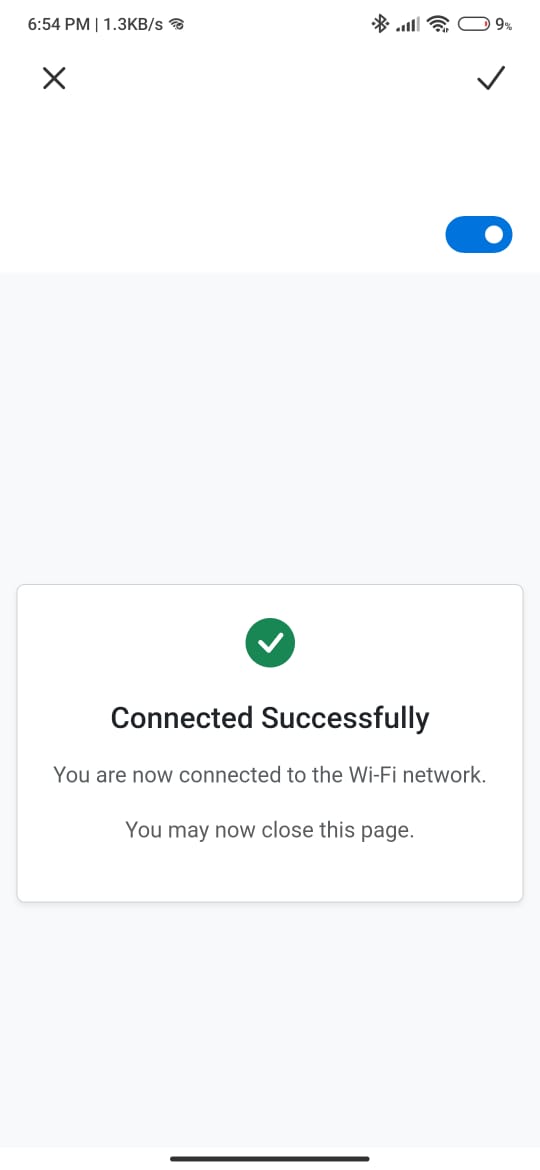 6:54 PM | 1.3KB/s
9%
Connected Successfully
You are now connected to the Wi-Fi network.
You may now close this page.